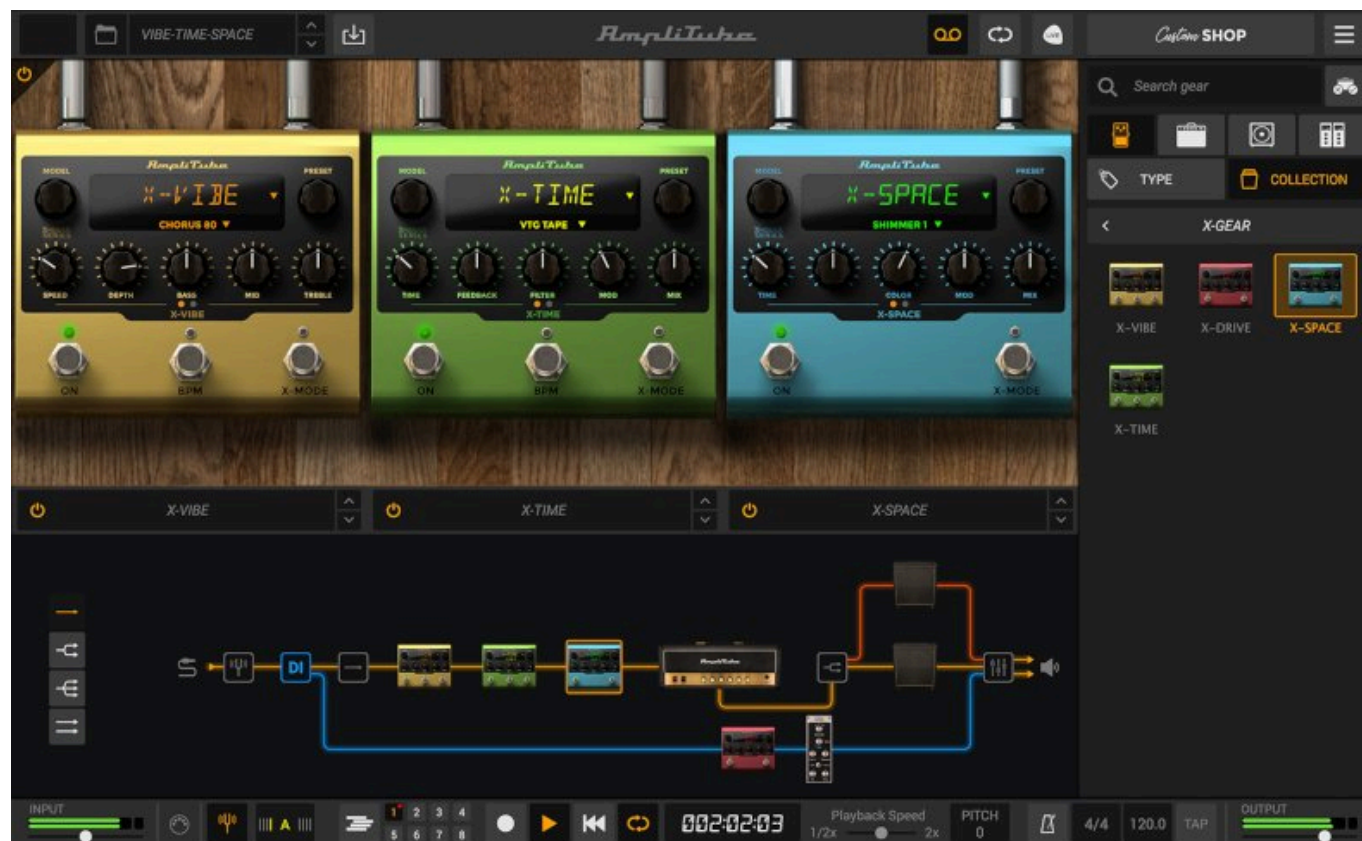 VIBE-TIME-SPACE
AmpliTube
LIVE
Custom SHOP
Search gear
TYPE
COLLECTION
X-GEAR
X-VIBE
X-DRIVE
X-SPACE
X-TIME
AmpliTube
MODEL
PRESET
X-VIBE
CHORUS 80
SPEED
DEPTH
BASS
MID
TREBLE
X-VIBE
ON
BPM
X-MODE
AmpliTube
MODEL
PRESET
X-TIME
VTG TAPE
TIME
FEEDBACK
FILTER
MOD
MIX
X-TIME
ON
BPM
X-MODE
AmpliTube
MODEL
PRESET
X-SPACE
SHIMMER 1
TIME
COLOR
MOD
MIX
X-SPACE
ON
X-MODE
X-VIBE
X-TIME
X-SPACE
DI
AmpliTube
INPUT
A
1 2 3 4
5 6 7 8
002:02:03
Playback Speed
1/2x
2x
PITCH
0
4/4
120.0
TAP
OUTPUT